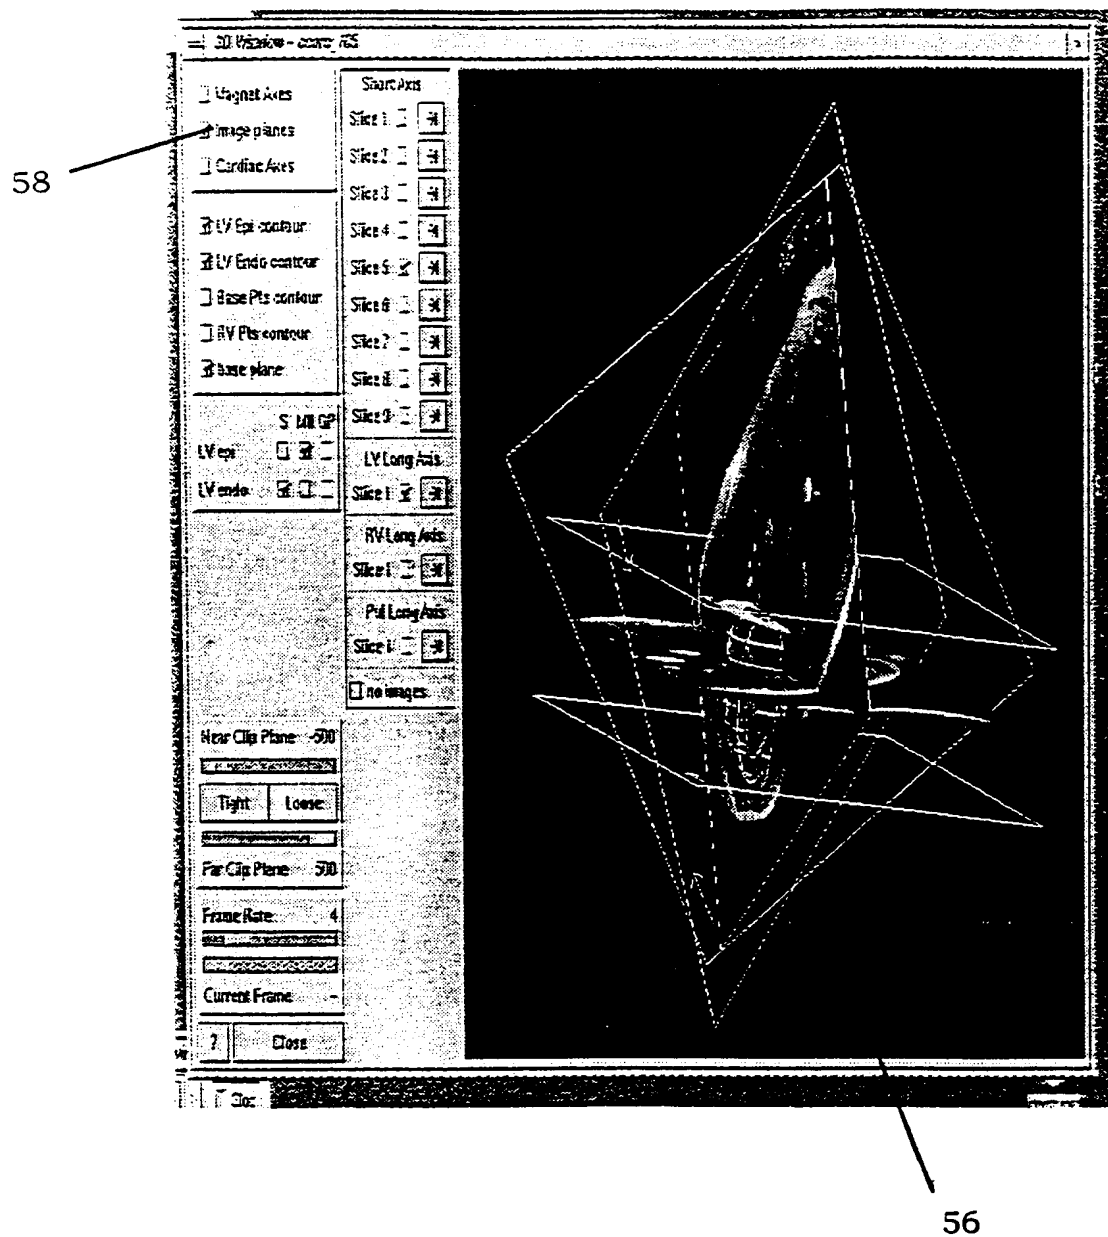 3D Window -
Magnet Axes
Image planes
Cardiac Axes
LV Epi contour
LV Endo contour
Base Pts contour
RV Pts contour
base plane
S MII GP
LV epi
LV endo
Short Axis
Slice 1
Slice 2
Slice 3
Slice 4
Slice 5
Slice 6
Slice 7
Slice 8
Slice 9
LV Long Axis
Slice 1
RV Long Axis
Slice 1
Pul Long Axis
Slice 1
no images
Near Clip Plane -500
Tight Loose
Far Clip Plane 500
Frame Rate 4
Current Frame -
? Close
58
56